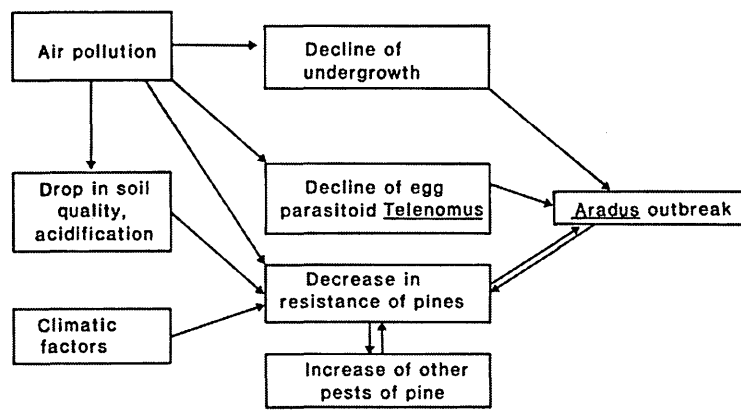 Air pollution
Decline of
undergrowth
Drop in soil
quality,
acidification
Decline of egg
parasitoid Telenomus
Aradus outbreak
Decrease in
resistance of pines
Climatic
factors
Increase of other
pests of pine